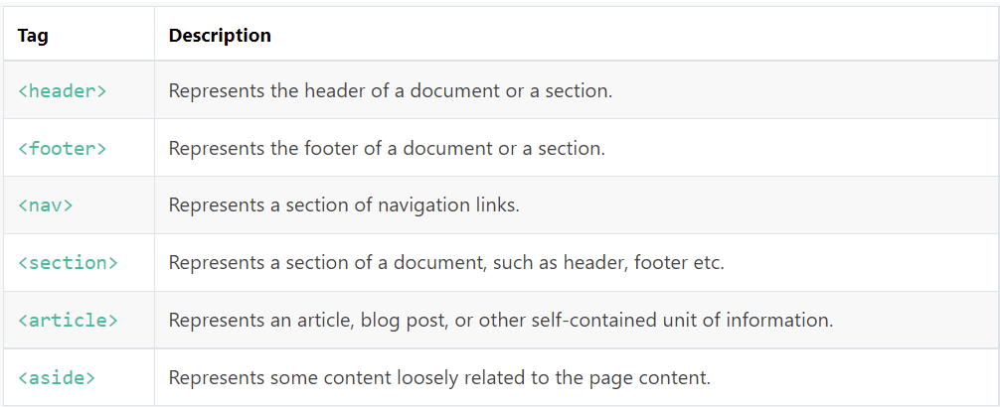 Tag Description
<header> Represents the header of a document or a section.
<footer> Represents the footer of a document or a section.
<nav> Represents a section of navigation links.
<section> Represents a section of a document, such as header, footer etc.
<article> Represents an article, blog post, or other self-contained unit of information.
<aside> Represents some content loosely related to the page content.